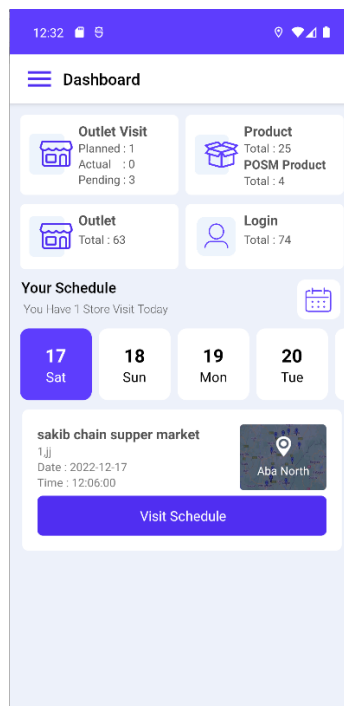 12:32
Dashboard
Outlet Visit
Planned : 1
Actual : 0
Pending : 3
Product
Total : 25
POSM Product
Total : 4
Outlet
Total : 63
Login
Total : 74
Your Schedule
You Have 1 Store Visit Today
17
Sat
18
Sun
19
Mon
20
Tue
sakib chain supper market
1,jj
Date : 2022-12-17
Time : 12:06:00
Aba North
Visit Schedule